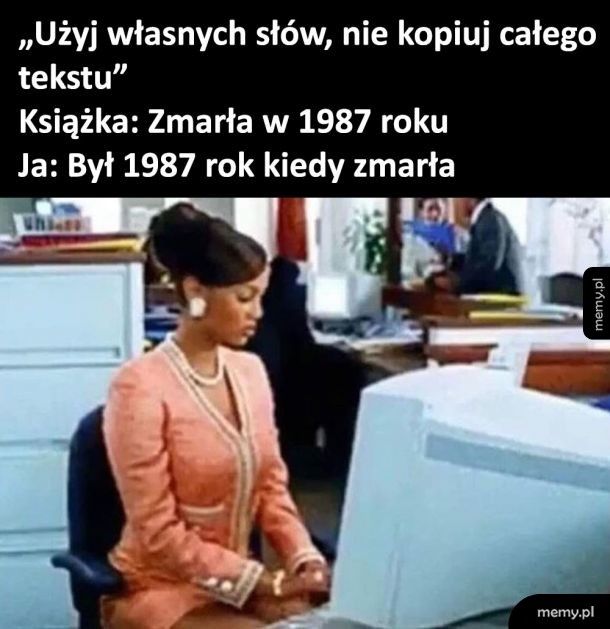 „Użyj własnych słów, nie kopiuj całego
tekstu”
Książka: Zmarła w 1987 roku
Ja: Był 1987 rok kiedy zmarła
memy.pl
memy.pl